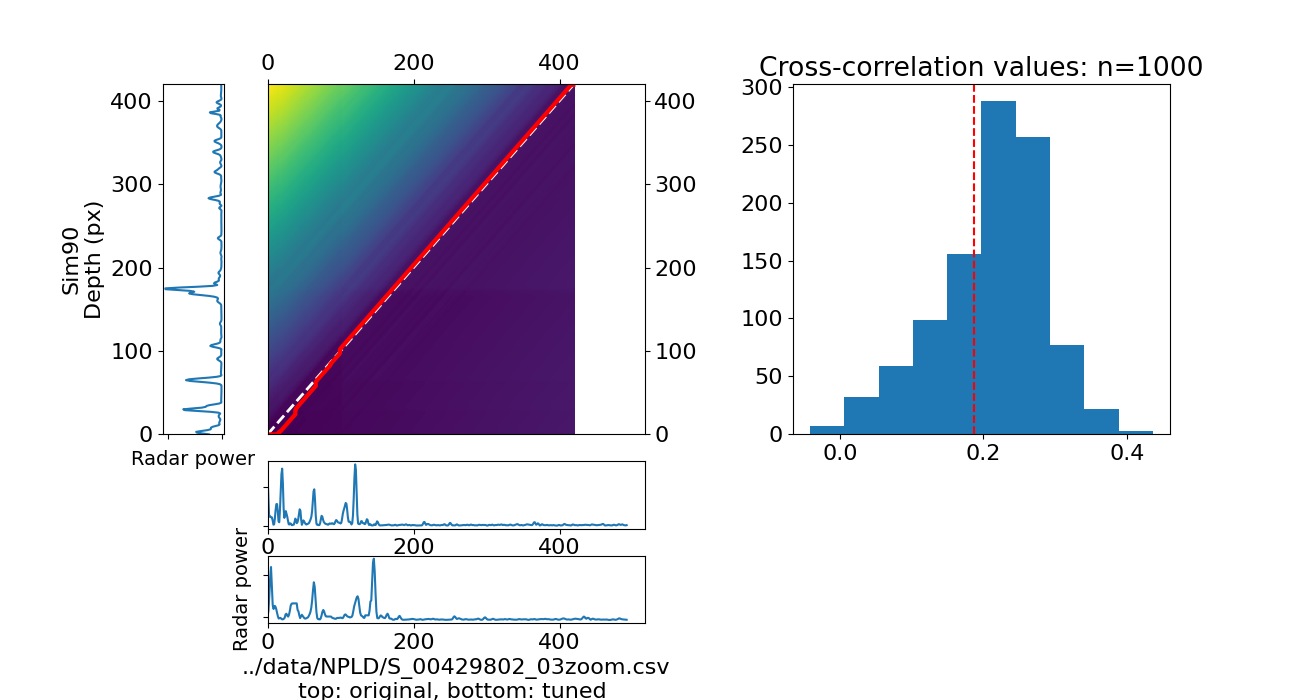 0 200 400
Cross-correlation values: n=1000
400
300
200
100
0
Sim90
Depth (px)
Radar power
400
300
200
100
0
300
250
200
150
100
50
0
0.0 0.2 0.4
0 200 400
Radar power
0 200 400
../data/NPLD/S_00429802_03zoom.csv
top: original, bottom: tuned